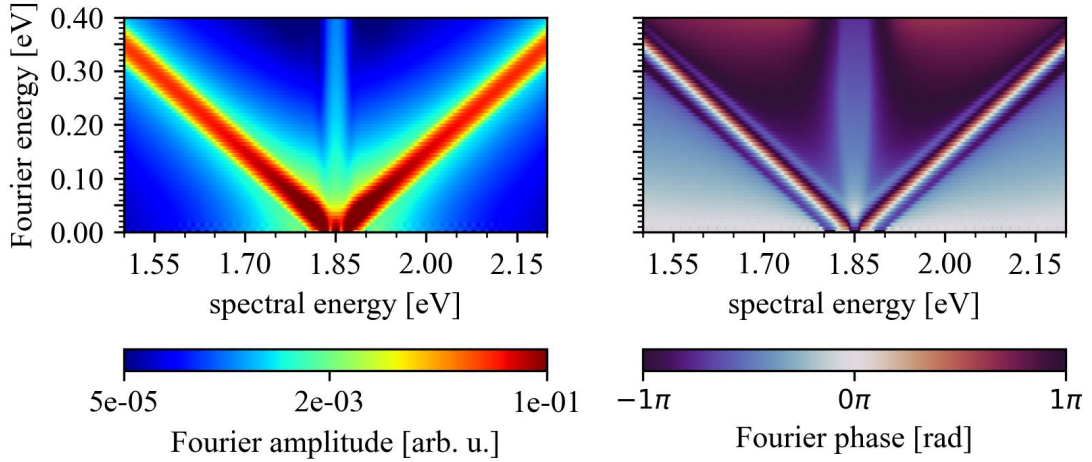 Fourier energy [eV]
0.40
0.30
0.20
0.10
0.00
1.55 1.70 1.85 2.00 2.15
spectral energy [eV]
1.55 1.70 1.85 2.00 2.15
spectral energy [eV]
5e-05 2e-03 1e-01
Fourier amplitude [arb. u.]
−1π 0π 1π
Fourier phase [rad]